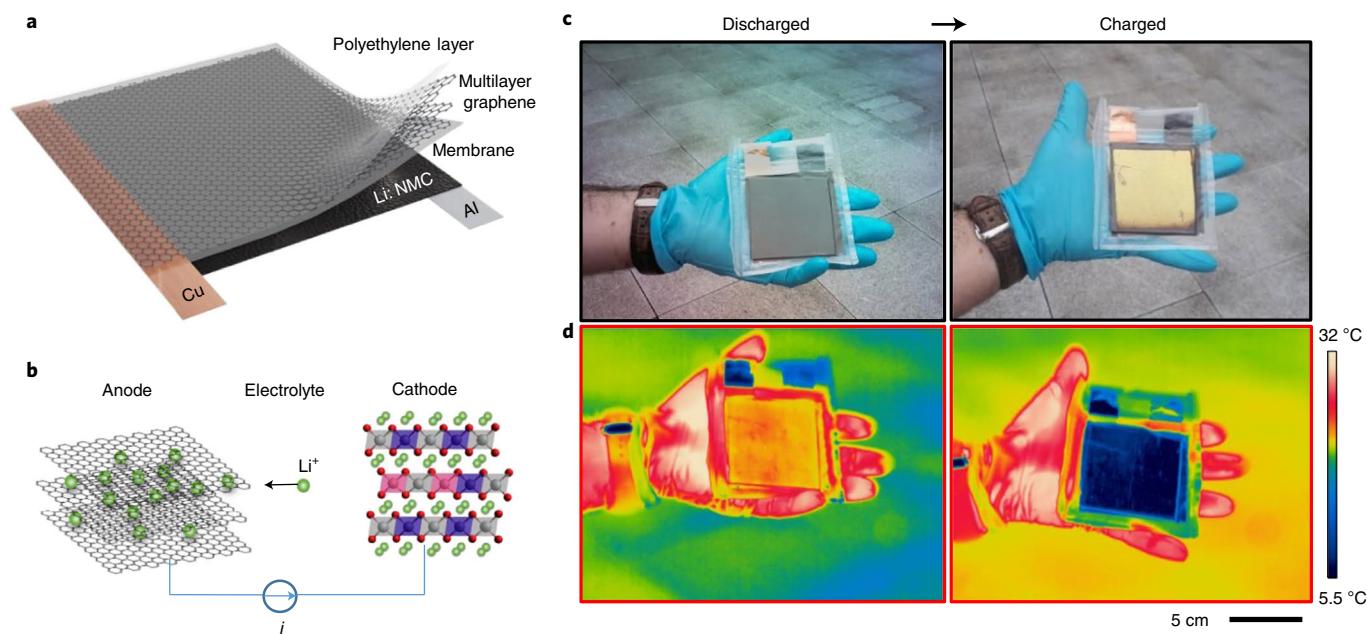 a
Polyethylene layer
Multilayer
graphene
Membrane
Li: NMC
Al
Cu
b
Anode
Electrolyte
Cathode
Li+
i
c
Discharged
Charged
d
32 °C
5.5 °C
5 cm